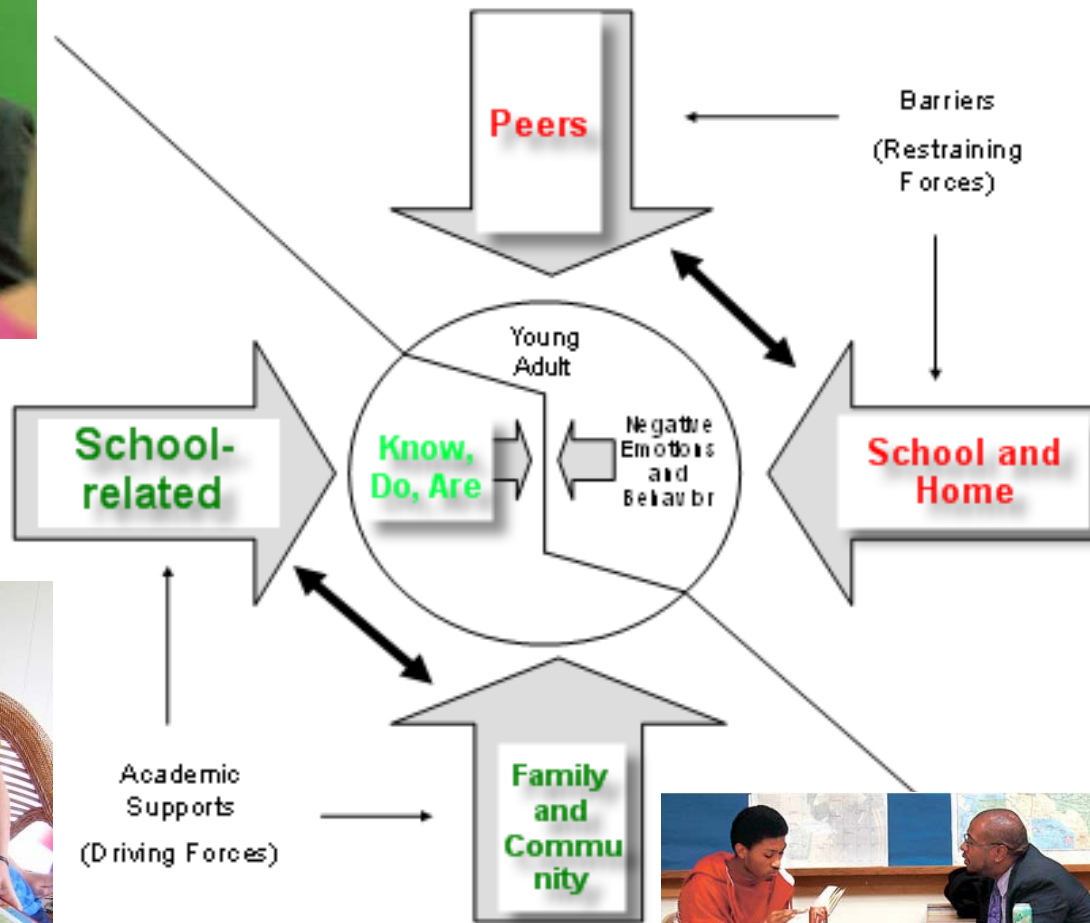 Peers
Barriers
(Restraining
Forces)
Young
Adult
School-
related
Know,
Do, Are
Negative
Emotions
and
Behavior
School and
Home
Academic
Supports
(Driving Forces)
Family
and
Commu
nity